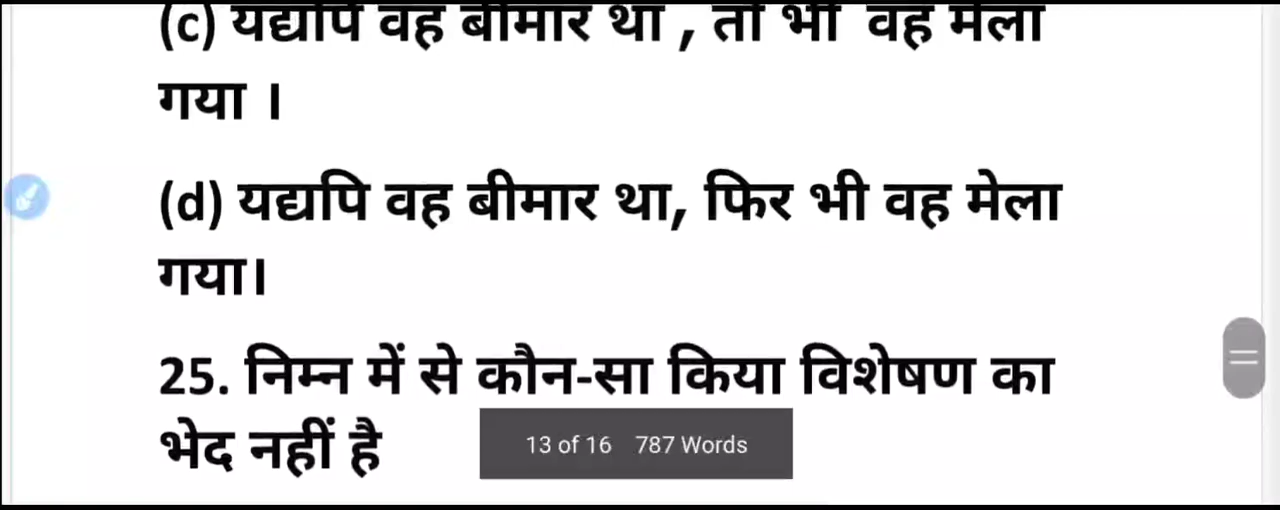 (c) यद्यपि वह बीमार था , तो भी वह मेला
गया ।
(d) यद्यपि वह बीमार था, फिर भी वह मेला
गया।
25. निम्न में से कौन-सा किया विशेषण का
भेद नहीं है
13 of 16 787 Words